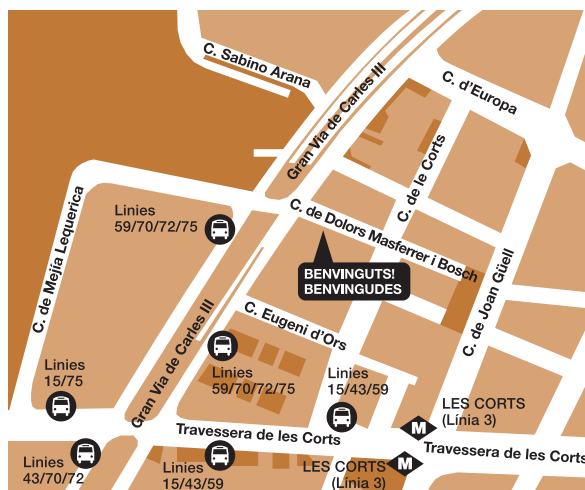 C. Sabino Arana
Gran Via de Carles III
C. d'Europa
C. de le Corts
C. de Mejía Lequerica
Linies
59/70/72/75
C. de Dolors Masferrer i Bosch
BENVINGUTS!
BENVINGUDES
C. de Joan Güell
Gran Via de Carles III
C. Eugeni d'Ors
Linies
15/75
Linies
59/70/72/75
Linies
15/43/59
LES CORTS
(Línia 3)
M
Travessera de les Corts
Travessera de les Corts
Linies
43/70/72
Linies
15/43/59
LES CORTS
(Línia 3)
M